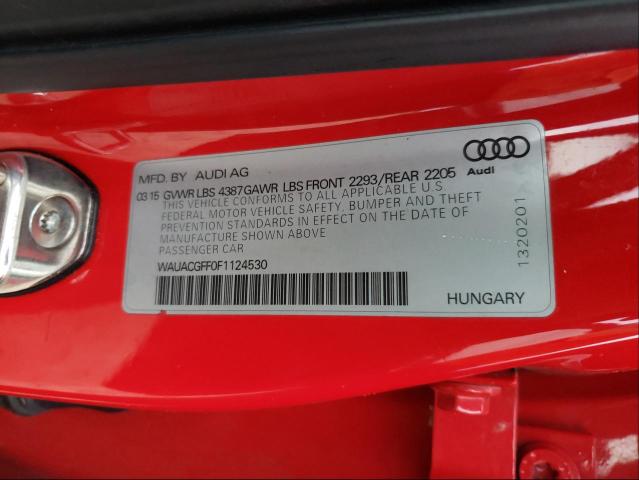 MFD. BY AUDI AG
03.15 GVWR LBS 4387 GAWR LBS FRONT 2293/REAR 2205
THIS VEHICLE CONFORMS TO ALL APPLICABLE U.S.
FEDERAL MOTOR VEHICLE SAFETY, BUMPER AND THEFT
PREVENTION STANDARDS IN EFFECT ON THE DATE OF
MANUFACTURE SHOWN ABOVE
PASSENGER CAR
WAUACGFF0F1124530
Audi
1320201
HUNGARY